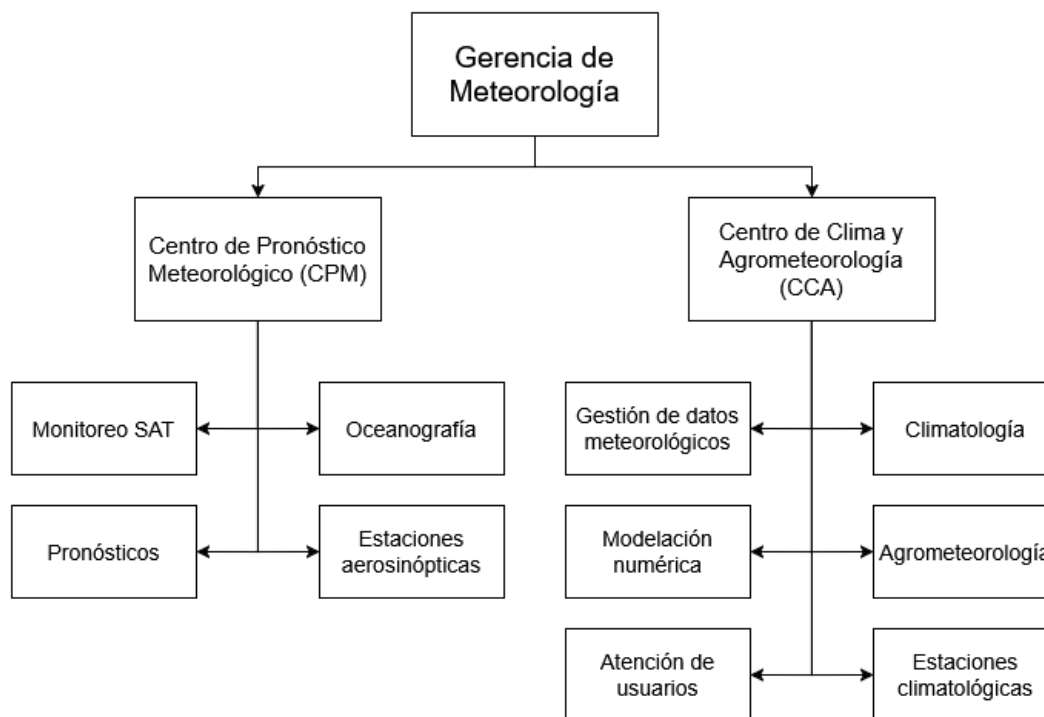 Gerencia de
Meteorología
Centro de Pronóstico
Meteorológico (CPM)
Centro de Clima y
Agrometeorología
(CCA)
Monitoreo SAT
Oceanografía
Gestión de datos
meteorológicos
Climatología
Pronósticos
Estaciones
aerosinópticas
Modelación
numérica
Agrometeorología
Atención de
usuarios
Estaciones
climatológicas